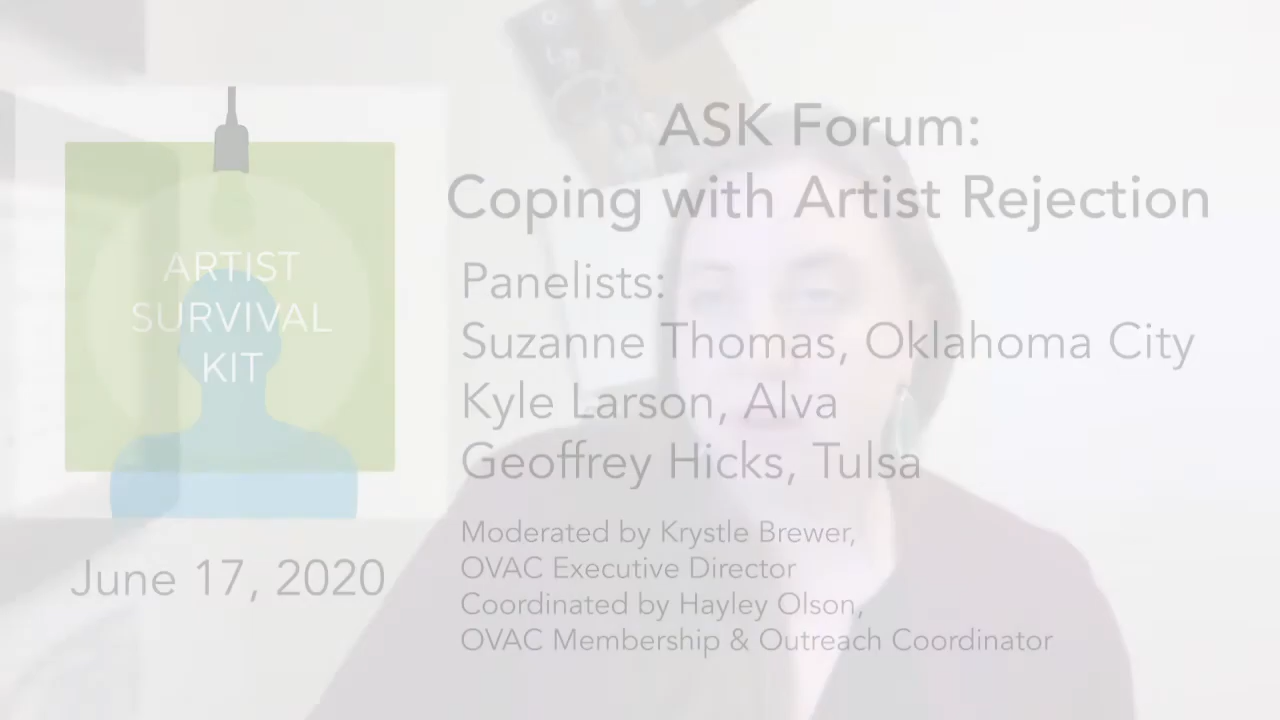 ARTIST
SURVIVAL
KIT
June 17, 2020
ASK Forum:
Coping with Artist Rejection
Panelists:
Suzanne Thomas, Oklahoma City
Kyle Larson, Alva
Geoffrey Hicks, Tulsa
Moderated by Krystle Brewer,
OVAC Executive Director
Coordinated by Hayley Olson,
OVAC Membership & Outreach Coordinator